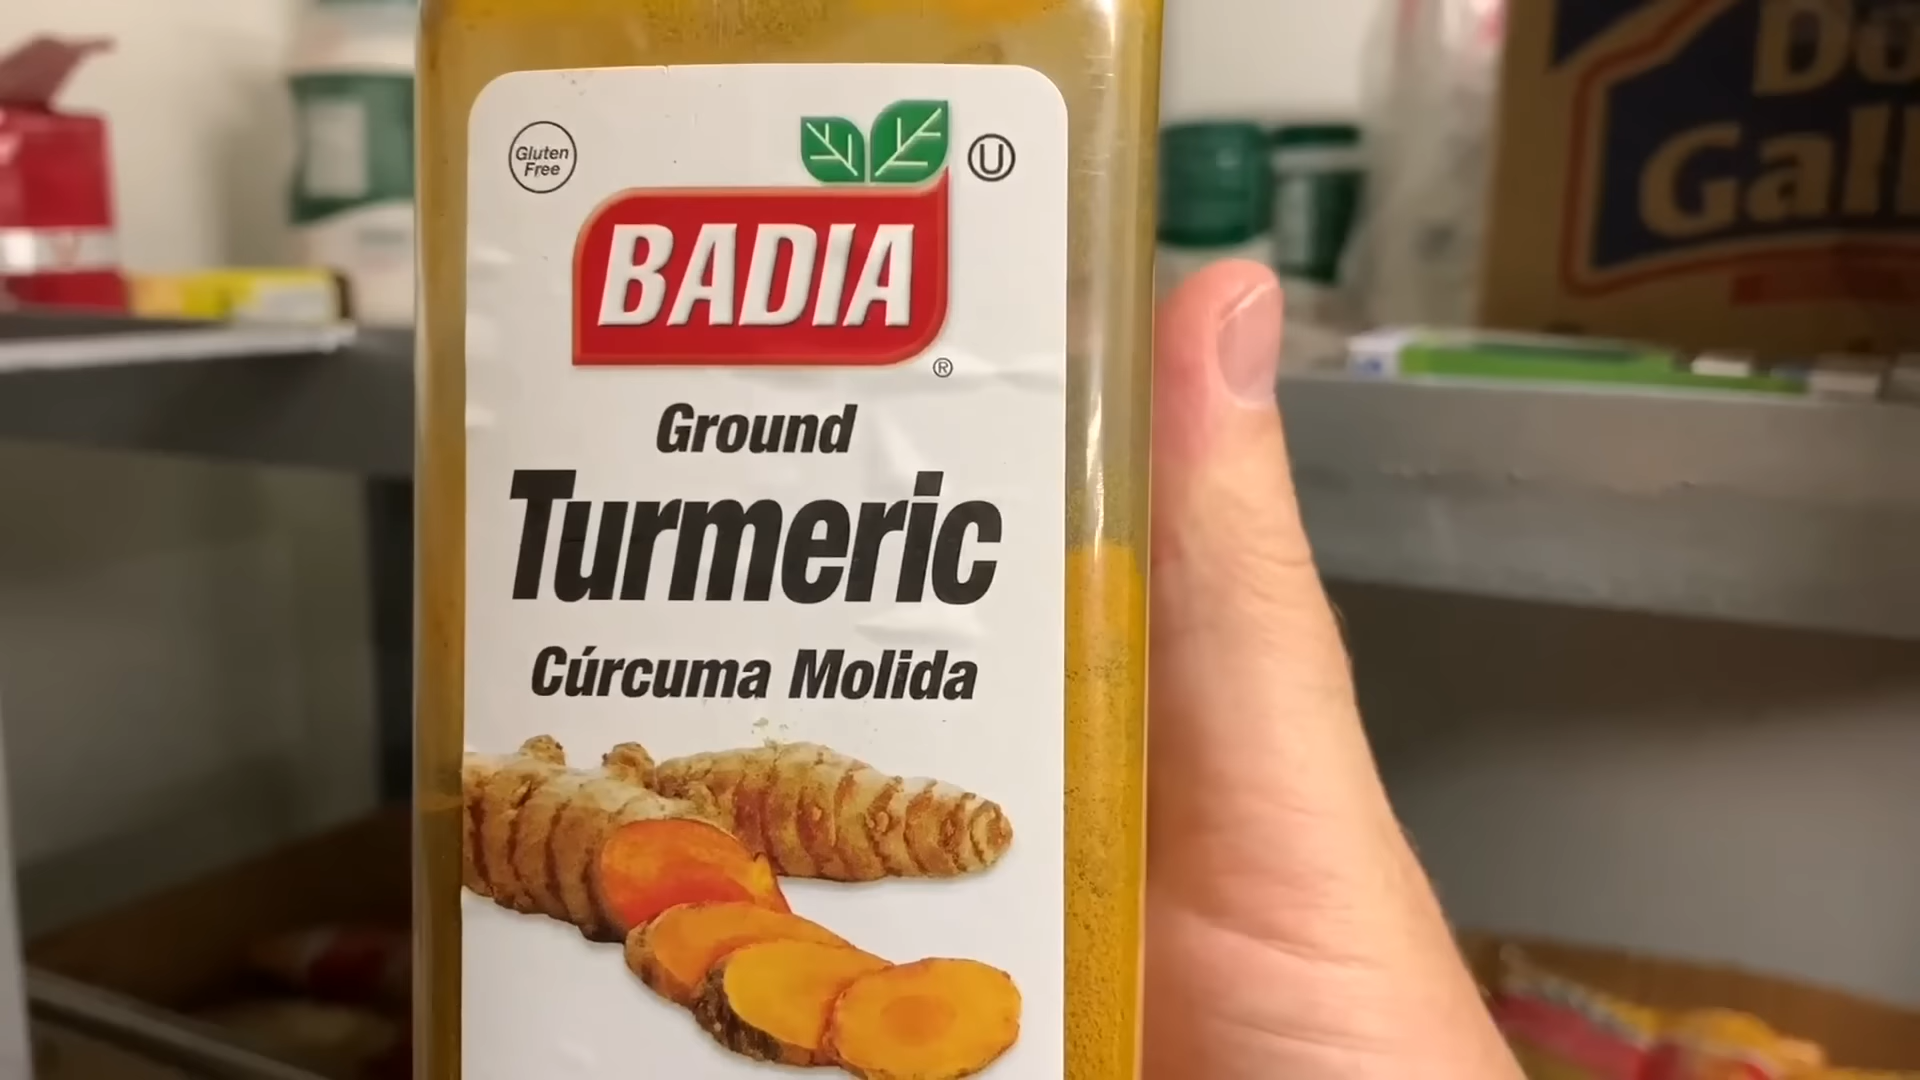 Gluten
Free
U
BADIA
®
Ground
Turmeric
Cúrcuma Molida